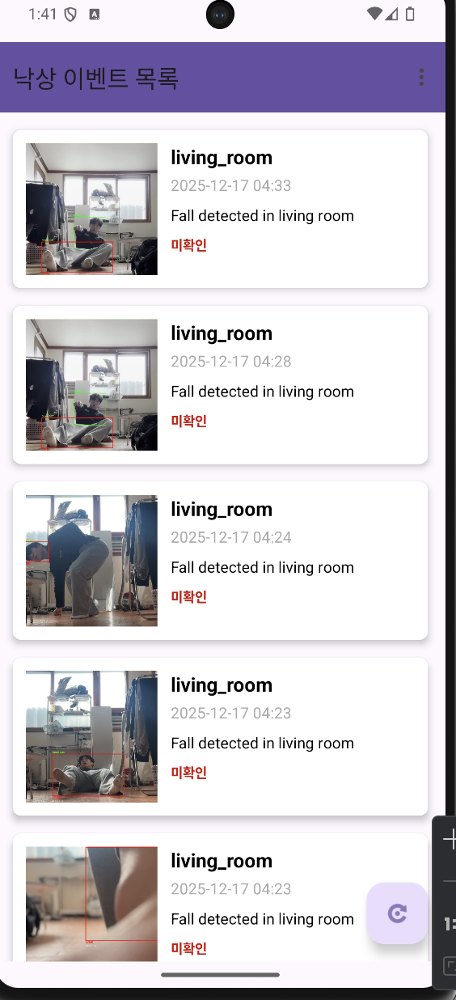 1:41
낙상 이벤트 목록
living_room
2025-12-17 04:33
Fall detected in living room
미확인
living_room
2025-12-17 04:28
Fall detected in living room
미확인
living_room
2025-12-17 04:24
Fall detected in living room
미확인
living_room
2025-12-17 04:23
Fall detected in living room
미확인
living_room
2025-12-17 04:23
Fall detected in living room
미확인